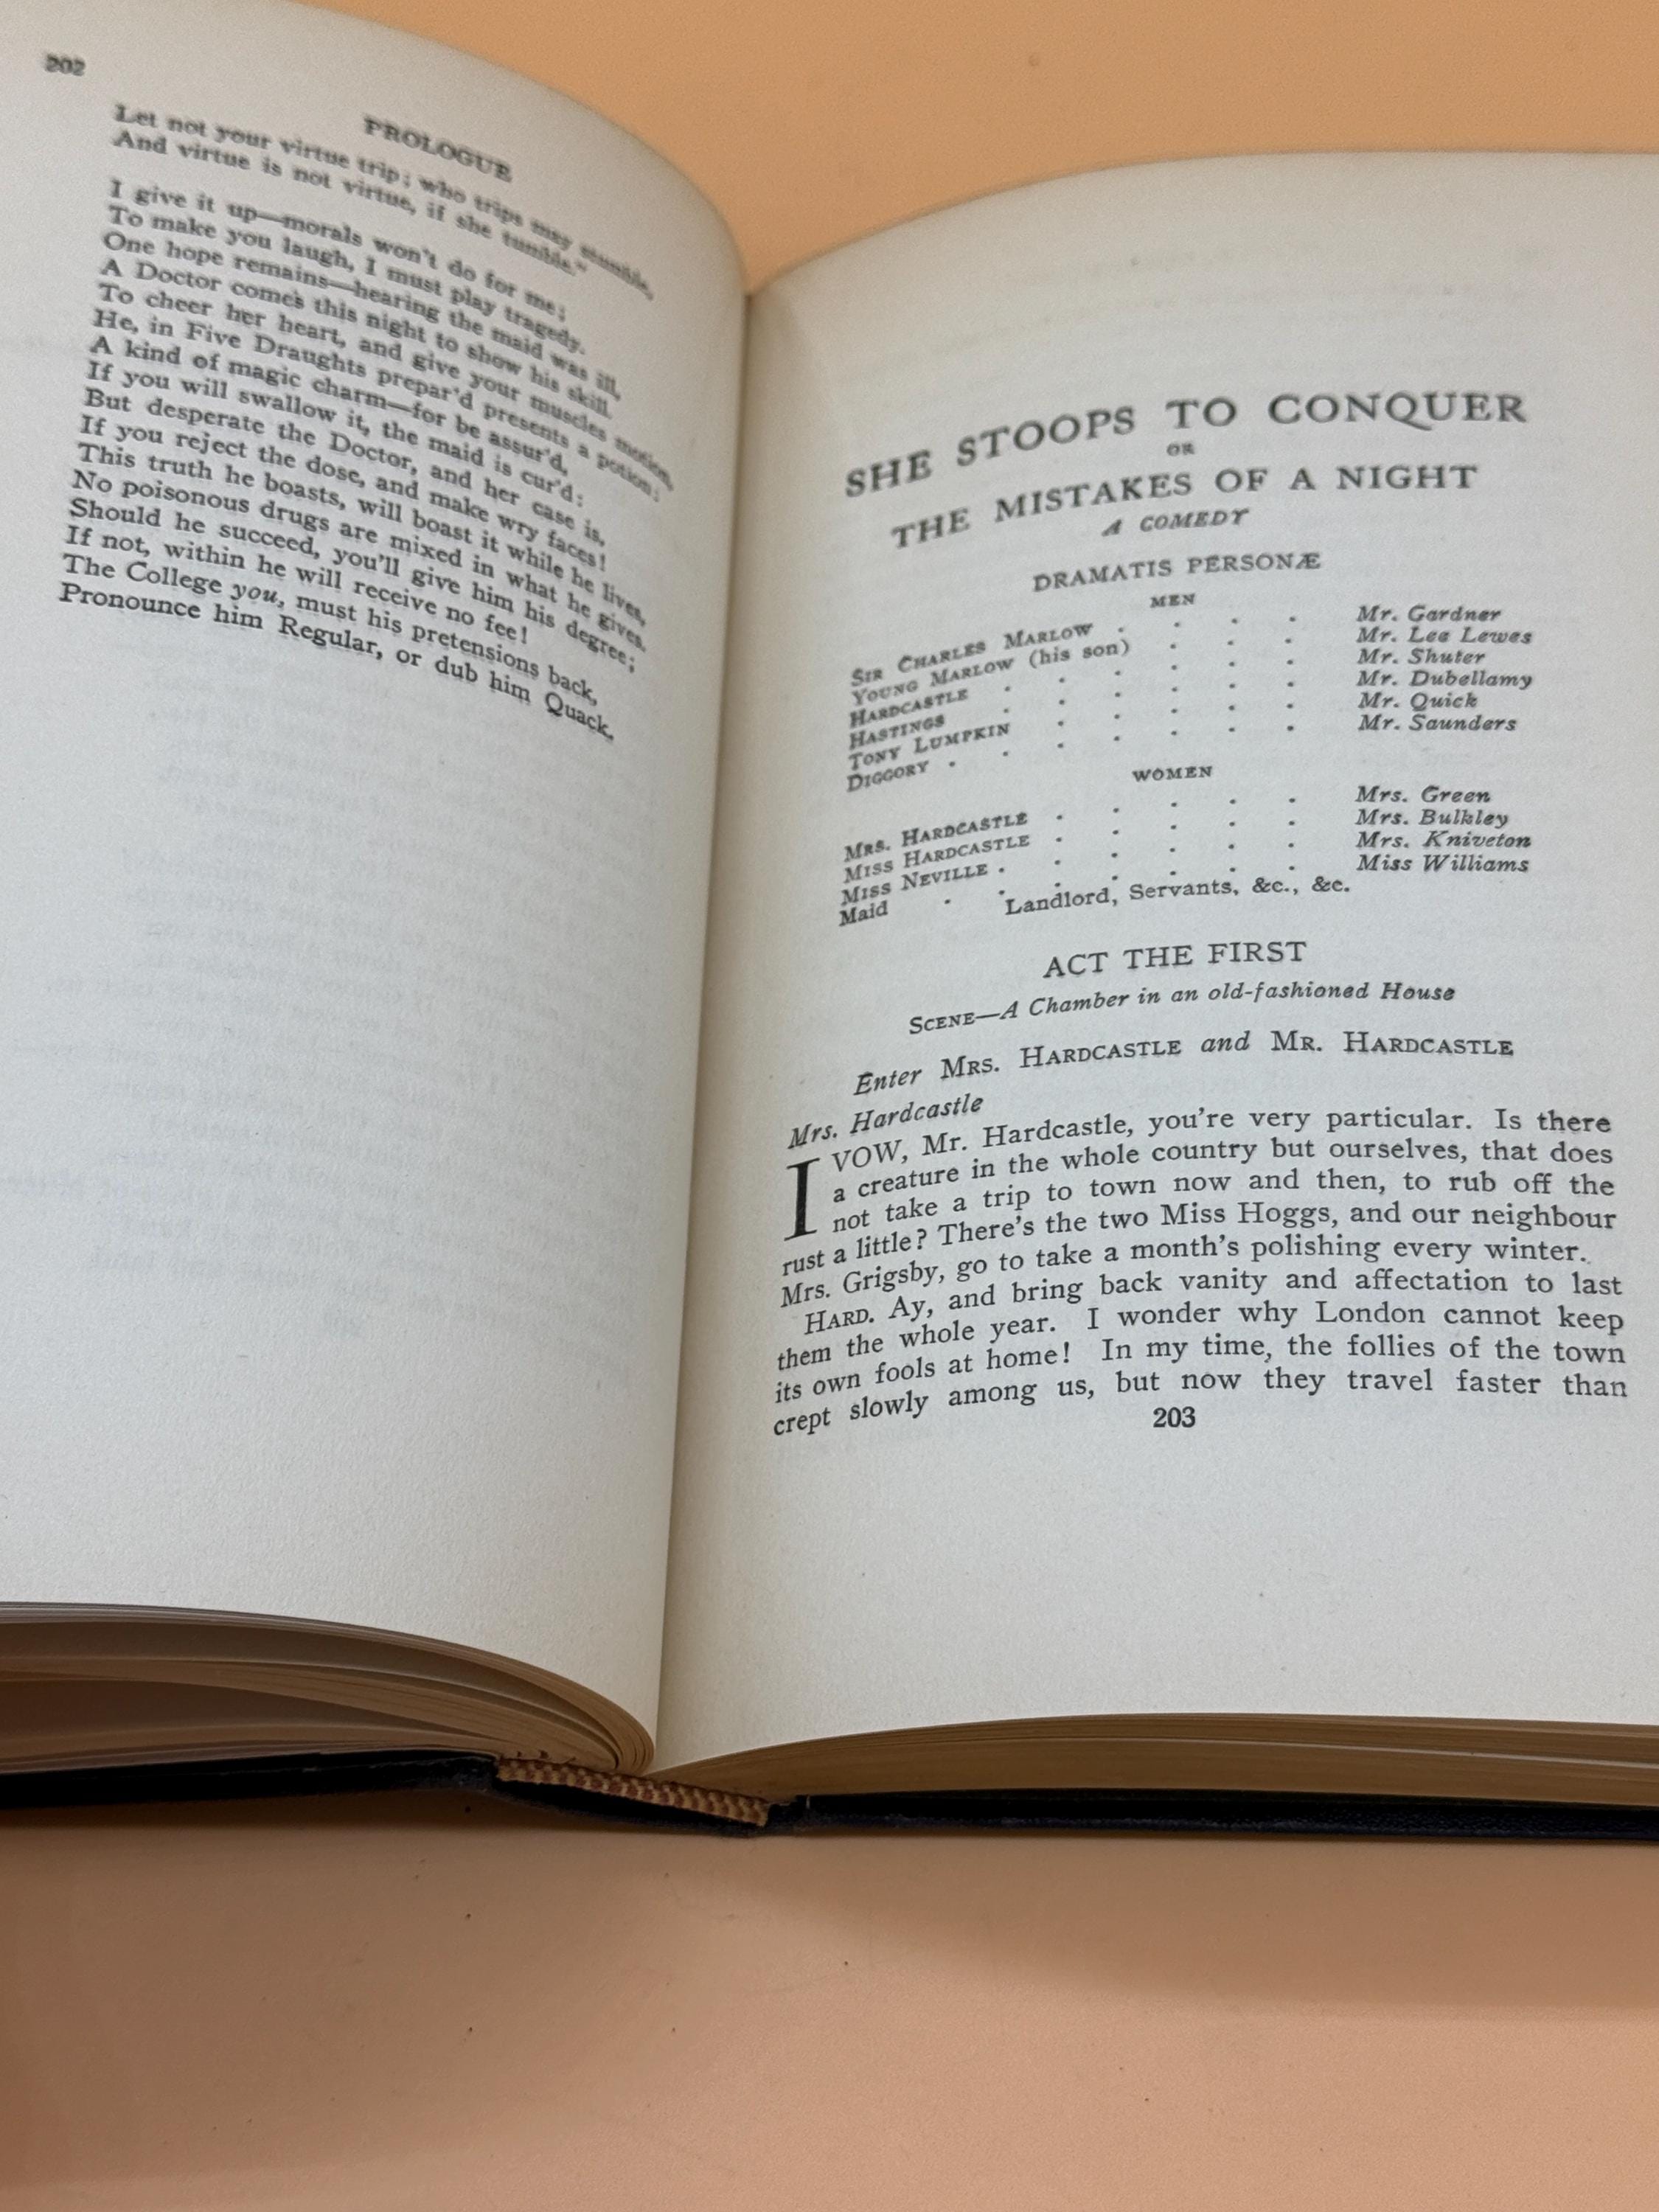 202
PROLOGUE
Let not your virtue trip; who trips may stumble,
And virtue is not virtue, if she tumble."
I give it up—morals won't do for me;
To make you laugh, I must play tragedy.
One hope remains—hearing the maid was ill,
A Doctor comes this night to show his skill.
To cheer her heart, and give your muscles motion,
He, in Five Draughts prepar'd presents a potion:
A kind of magic charm—for be assur'd,
If you will swallow it, the maid is cur'd:
But desperate the Doctor, and her case is,
If you reject the dose, and make wry faces!
This truth he boasts, will boast it while he lives,
No poisonous drugs are mixed in what he gives.
Should he succeed, you'll give him his degree;
If not, within he will receive no fee!
The College you, must his pretensions back,
Pronounce him Regular, or dub him Quack.
SHE STOOPS TO CONQUER
OR
THE MISTAKES OF A NIGHT
A COMEDY
DRAMATIS PERSONÆ
MEN
SIR CHARLES MARLOW . . . . Mr. Gardner
YOUNG MARLOW (his son) . . . Mr. Lee Lewes
HARDCASTLE . . . . . . Mr. Shuter
HASTINGS . . . . . . Mr. Dubellamy
TONY LUMPKIN . . . . . Mr. Quick
DIGGORY . . . . . . . Mr. Saunders
WOMEN
MRS. HARDCASTLE . . . . . Mrs. Green
MISS HARDCASTLE . . . . . Mrs. Bulkley
MISS NEVILLE . . . . . . Mrs. Kniveton
Maid . . . . . . . Miss Williams
Landlord, Servants, &c., &c.
ACT THE FIRST
SCENE—A Chamber in an old-fashioned House
Enter MRS. HARDCASTLE and MR. HARDCASTLE
Mrs. Hardcastle
I VOW, Mr. Hardcastle, you're very particular. Is there
a creature in the whole country but ourselves, that does
not take a trip to town now and then, to rub off the
rust a little? There's the two Miss Hoggs, and our neighbour
Mrs. Grigsby, go to take a month's polishing every winter.
HARD. Ay, and bring back vanity and affectation to last
them the whole year. I wonder why London cannot keep
its own fools at home! In my time, the follies of the town
crept slowly among us, but now they travel faster than
203